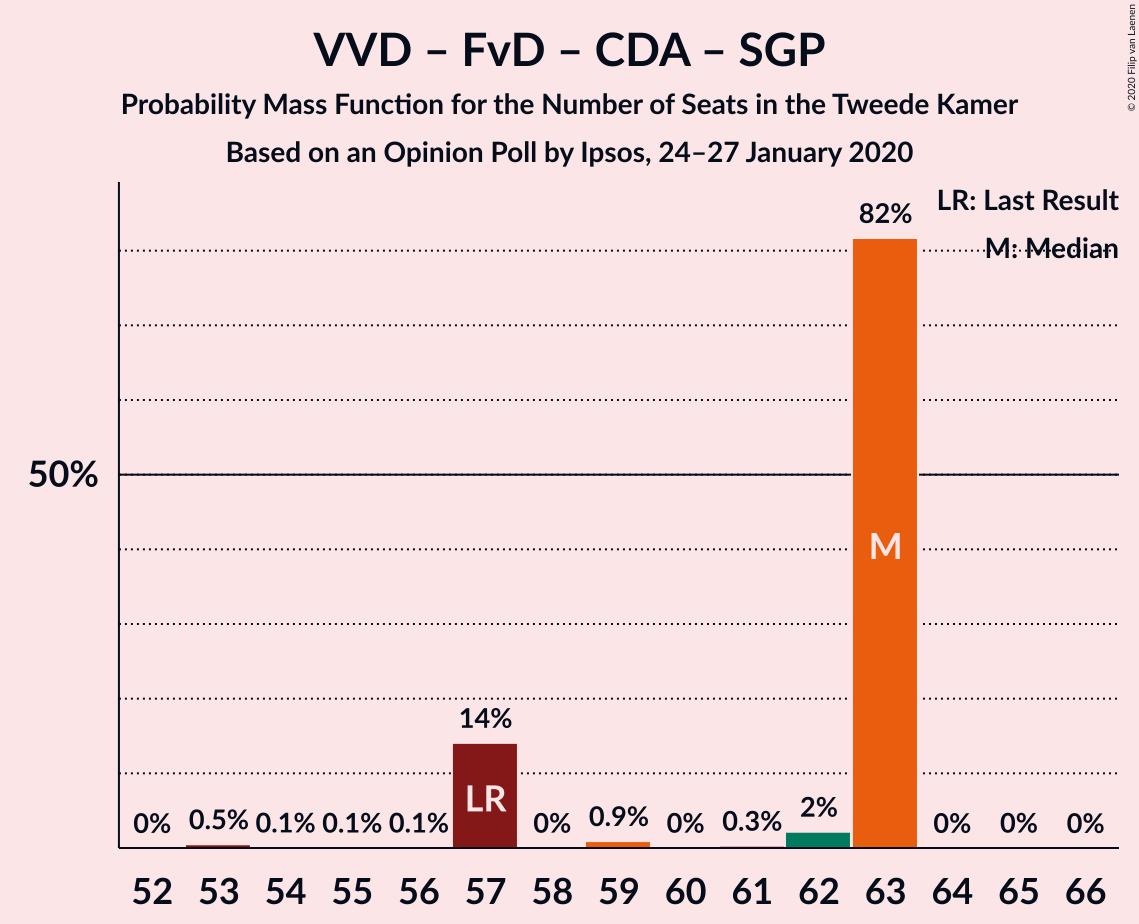 VVD – FvD – CDA – SGP
Probability Mass Function for the Number of Seats in the Tweede Kamer
Based on an Opinion Poll by Ipsos, 24–27 January 2020
© 2020 Filip van Laenen
LR: Last Result
M: Median
82%
50%
M
14%
LR
0% 0.5% 0.1% 0.1% 0.1% 0% 0.9% 0% 0.3% 2% 0% 0% 0%
52 53 54 55 56 57 58 59 60 61 62 63 64 65 66